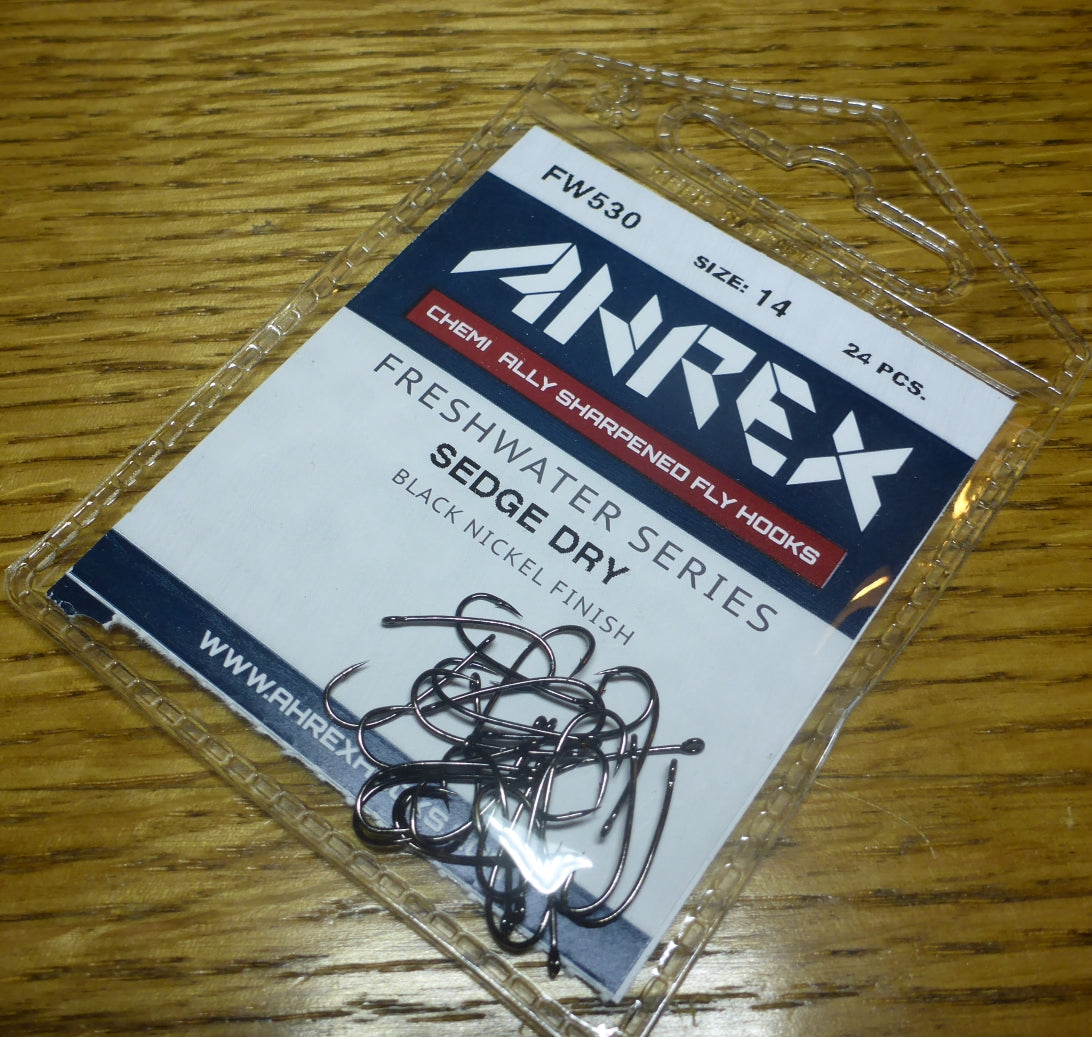 FW530
SIZE: 14
24 PCS.
AHREX
CHEMI ALLY SHARPENED FLY HOOKS
FRESHWATER SERIES
SEDGE DRY
BLACK NICKEL FINISH